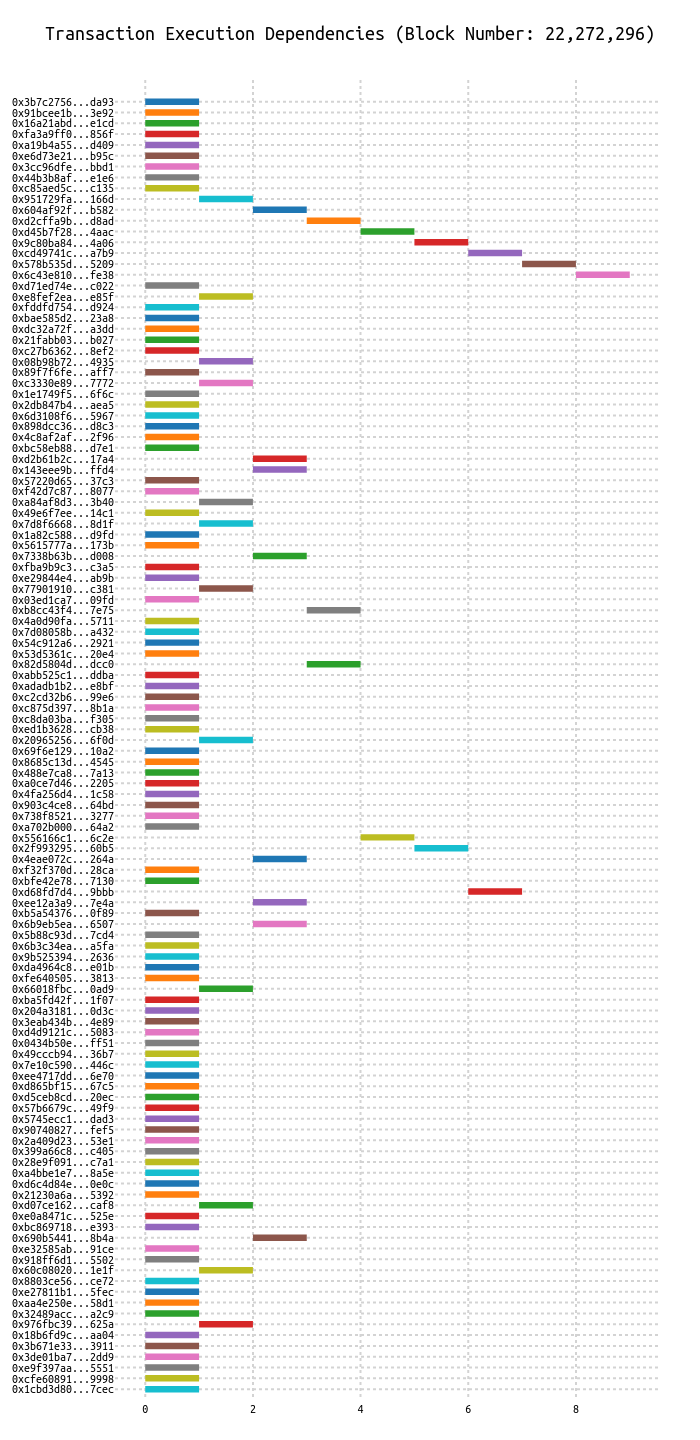 Transaction Execution Dependencies (Block Number: 22,272,296)
0x3b7c2756...da93
0x91bcee1b...3e92
0x16a21abd...e1cd
0xfa3a9ff0...856f
0xa19b4a55...d409
0xe6d73e21...b95c
0x3cc96dfe...bbd1
0x44b3b8af...e1e6
0xc85aed5c...c135
0x951729fa...166d
0x604af92f...b582
0xd2cffa9b...d8ad
0xd45b7f28...4aac
0x9c80ba84...4a06
0xcd49741c...a7b9
0x578b535d...5209
0x6c43e810...fe38
0xd71ed74e...c022
0xe8fef2ea...e85f
0xfddfd754...d924
0xbae585d2...23a8
0xdc32a72f...a3dd
0x21fabb03...b027
0xc27b6362...8ef2
0x08b98b72...4935
0x89f7f6fe...aff7
0xc3330e89...7772
0x1e1749f5...6f6c
0x2db847b4...aea5
0x6d3108f6...5967
0x898dcc36...d8c3
0x4c8af2af...2f96
0xbc58eb88...d7e1
0xd2b61b2c...17a4
0x143eee9b...ffd4
0x57220d65...37c3
0xf42d7c87...8077
0xa84af8d3...3b40
0x49e6f7ee...14c1
0x7d8f6668...8d1f
0x1a82c588...d9fd
0x5615777a...173b
0x7338b63b...d008
0xfba9b9c3...c3a5
0xe29844e4...ab9b
0x77901910...c381
0x03ed1ca7...09fd
0xb8cc43f4...7e75
0x4a0d90fa...5711
0x7d08058b...a432
0x54c912a6...2921
0x53d5361c...20e4
0x82d5804d...dcc0
0xabb525c1...ddba
0xadadb1b2...e8bf
0xc2cd32b6...99e6
0xc875d397...8b1a
0xc8da03ba...f305
0xed1b3628...cb38
0x20965256...6f0d
0x69f6e129...10a2
0x8685c13d...4545
0x488e7ca8...7a13
0xa0ce7d46...2205
0x4fa256d4...1c58
0x903c4ce8...64bd
0x738f8521...3277
0xa702b000...64a2
0x556166c1...6c2e
0x2f993295...60b5
0x4eae072c...264a
0xf32f370d...28ca
0xbfe42e78...7130
0xd68fd7d4...9bbb
0xee12a3a9...7e4a
0xb5a54376...0f89
0x6b9eb5ea...6507
0x5b88c93d...7cd4
0x6b3c34ea...a5fa
0x9b525394...2636
0xda4964c8...e01b
0xfe640505...3813
0x66018fbc...0ad9
0xba5fd42f...1f07
0x204a3181...0d3c
0x3eab434b...4e89
0xd4d9121c...5083
0x0434b50e...ff51
0x49cccb94...36b7
0x7e10c590...446c
0xee4717dd...6e70
0xd865bf15...67c5
0xd5ceb8cd...20ec
0x57b6679c...49f9
0x5745ecc1...dad3
0x90740827...fef5
0x2a409d23...53e1
0x399a66c8...c405
0x28e9f091...c7a1
0xa4bbe1e7...8a5e
0xd6c4d84e...0e0c
0x21230a6a...5392
0xd07ce162...caf8
0xe0a8471c...525e
0xbc869718...e393
0x690b5441...8b4a
0xe32585ab...91ce
0x918ff6d1...5502
0x60c08020...1e1f
0x8803ce56...ce72
0xe27811b1...5fec
0xaa4e250e...58d1
0x32489acc...a2c9
0x976fbc39...625a
0x18b6fd9c...aa04
0x3b671e33...3911
0x3de01ba7...2dd9
0xe9f397aa...5551
0xcfe60891...9998
0x1cbd3d80...7cec
0 2 4 6 8